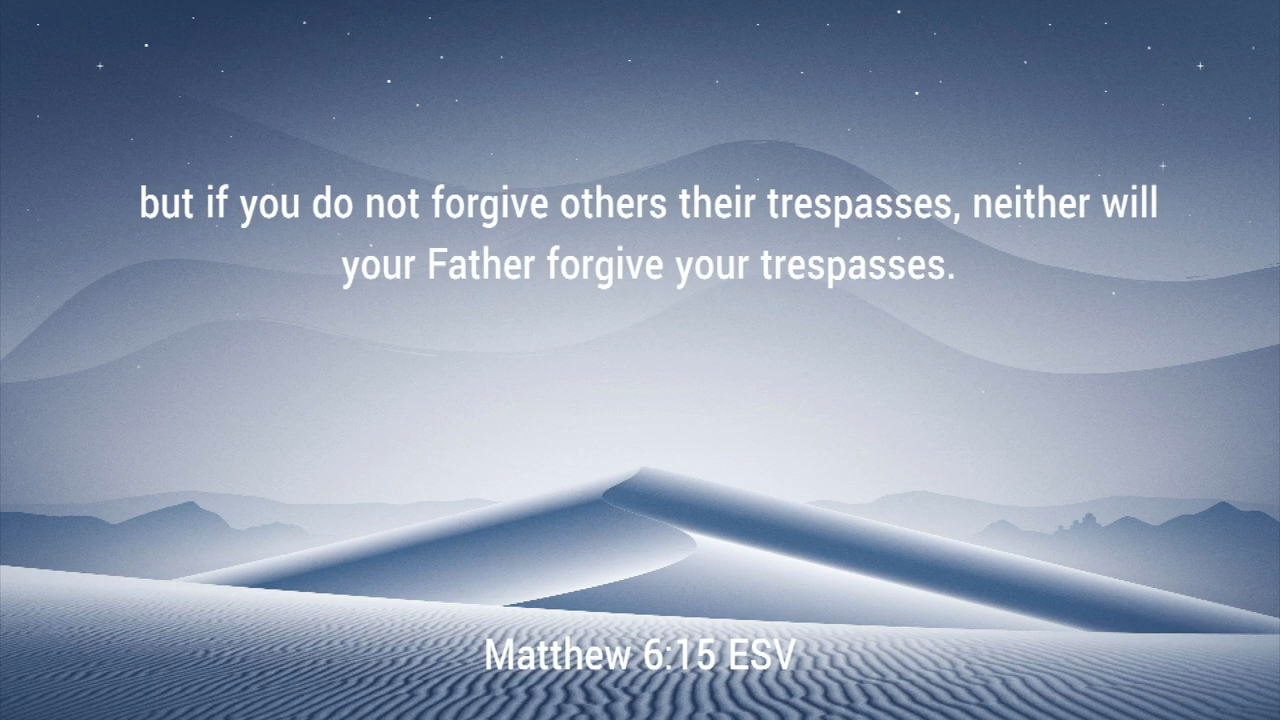 but if you do not forgive others their trespasses, neither will
your Father forgive your trespasses.
Matthew 6:15 ESV